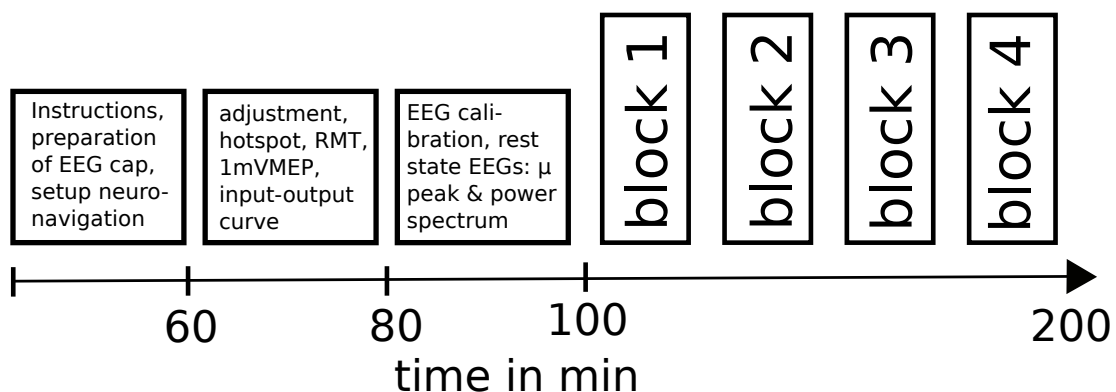 Instructions,
preparation
of EEG cap,
setup neuro-
navigation
adjustment,
hotspot, RMT,
1mVMEP,
input-output
curve
EEG cali-
bration, rest
state EEGs: μ
peak & power
spectrum
block 1
block 2
block 3
block 4
60
80
100
200
time in min